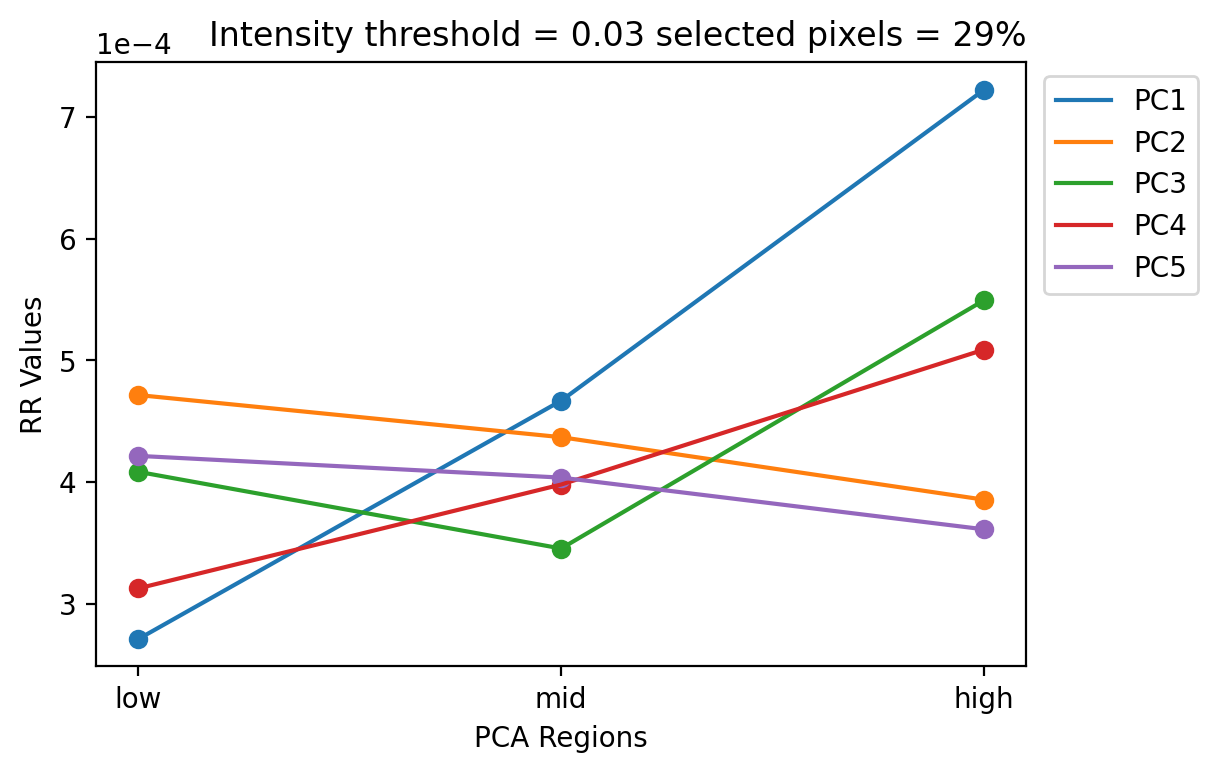 Intensity threshold = 0.03 selected pixels = 29%
1e−4
7
6
5
4
3
RR Values
low
mid
high
PCA Regions
PC1
PC2
PC3
PC4
PC5